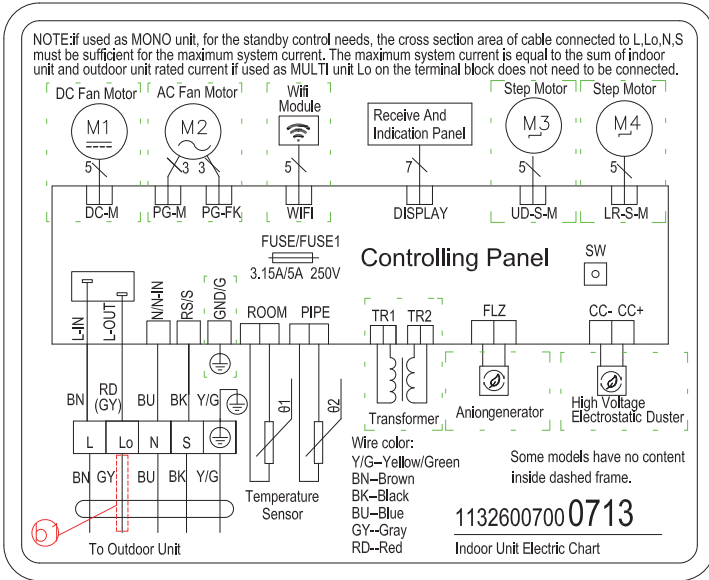 NOTE:if used as MONO unit, for the standby control needs, the cross section area of cable connected to L,Lo,N,S
must be sufficient for the maximum system current. The maximum system current is equal to the sum of indoor
unit and outdoor unit rated current if used as MULTI unit Lo on the terminal block does not need to be connected.
DC Fan Motor AC Fan Motor Wifi Module Step Motor Step Motor
M1 M2 Receive And Indication Panel M3 M4
5 3 3 5 7 5 5
DC-M PG-M PG-FK WIFI DISPLAY UD-S-M LR-S-M
FUSE/FUSE1
3.15A/5A 250V
Controlling Panel
SW
L-IN L-OUT N/N-IN RS/S GND/G
ROOM PIPE TR1 TR2 FLZ CC- CC+
BN RD (GY) BU BK Y/G
θ1 θ2
Transformer
Aniongenerator
High Voltage
Electrostatic Duster
L Lo N S
BN GY BU BK Y/G
Temperature
Sensor
b1
To Outdoor Unit
Wire color:
Y/G–Yellow/Green
BN–Brown
BK–Black
BU–Blue
GY--Gray
RD--Red
Some models have no content
inside dashed frame.
1132600700 0713
Indoor Unit Electric Chart